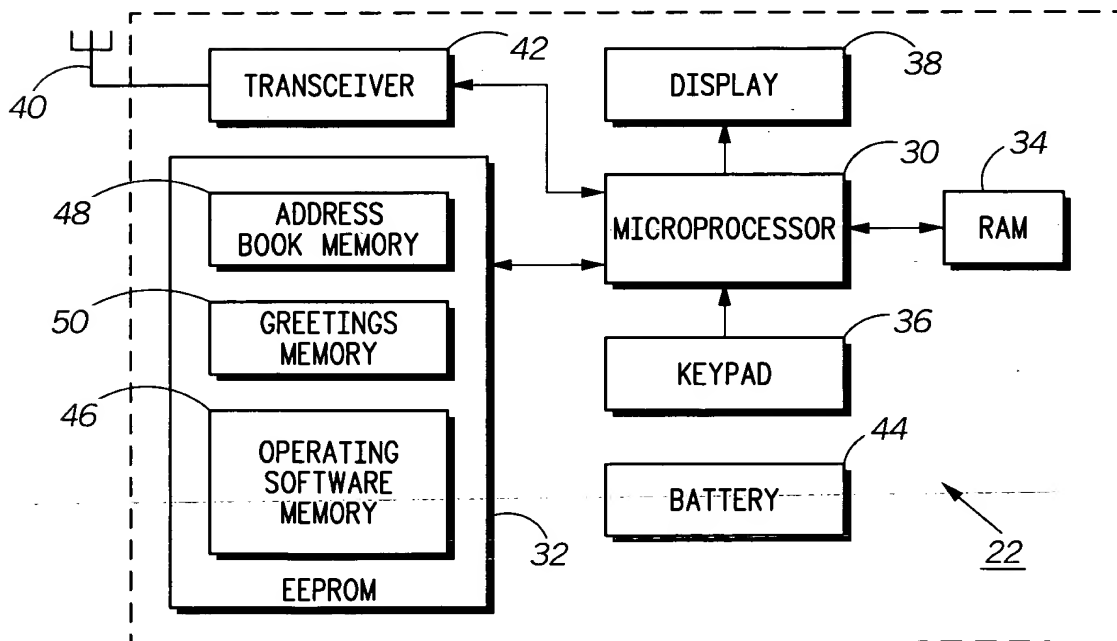 40
42
TRANSCEIVER
38
DISPLAY
48
ADDRESS
BOOK MEMORY
30
MICROPROCESSOR
34
RAM
50
GREETINGS
MEMORY
36
KEYPAD
46
OPERATING
SOFTWARE
MEMORY
32
EEPROM
44
BATTERY
22